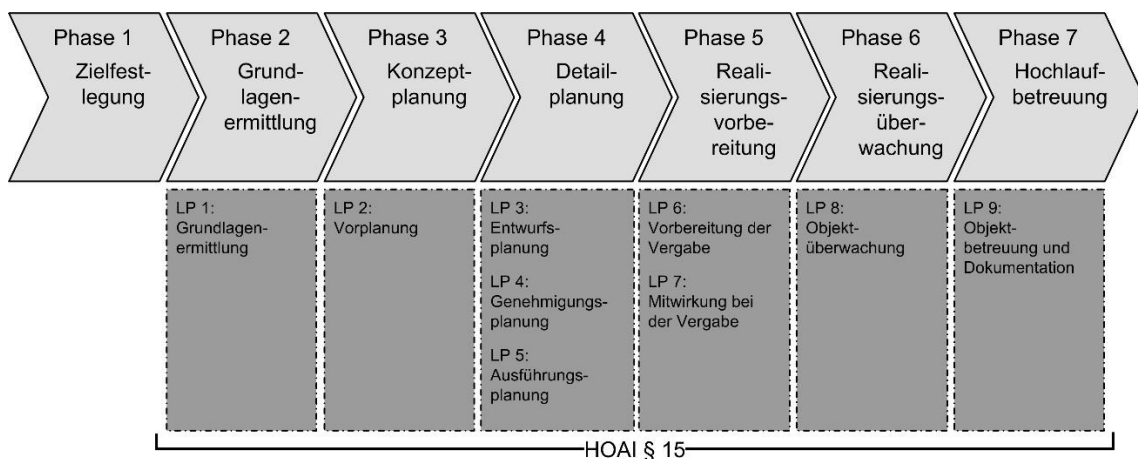 Phase 1
Zielfest-
legung
Phase 2
Grund-
lagen-
ermittlung
Phase 3
Konzept-
planung
Phase 4
Detail-
planung
Phase 5
Reali-
sierungs-
vorbe-
reitung
Phase 6
Reali-
sierungs-
über-
wachung
Phase 7
Hochlauf-
betreuung
LP 1:
Grundlagen-
ermittlung
LP 2:
Vorplanung
LP 3:
Entwurfs-
planung
LP 4:
Genehmigungs-
planung
LP 5:
Ausführungs-
planung
LP 6:
Vorbereitung der
Vergabe
LP 7:
Mitwirkung bei
der Vergabe
LP 8:
Objekt-
überwachung
LP 9:
Objekt-
betreuung und
Dokumentation
HOAI § 15